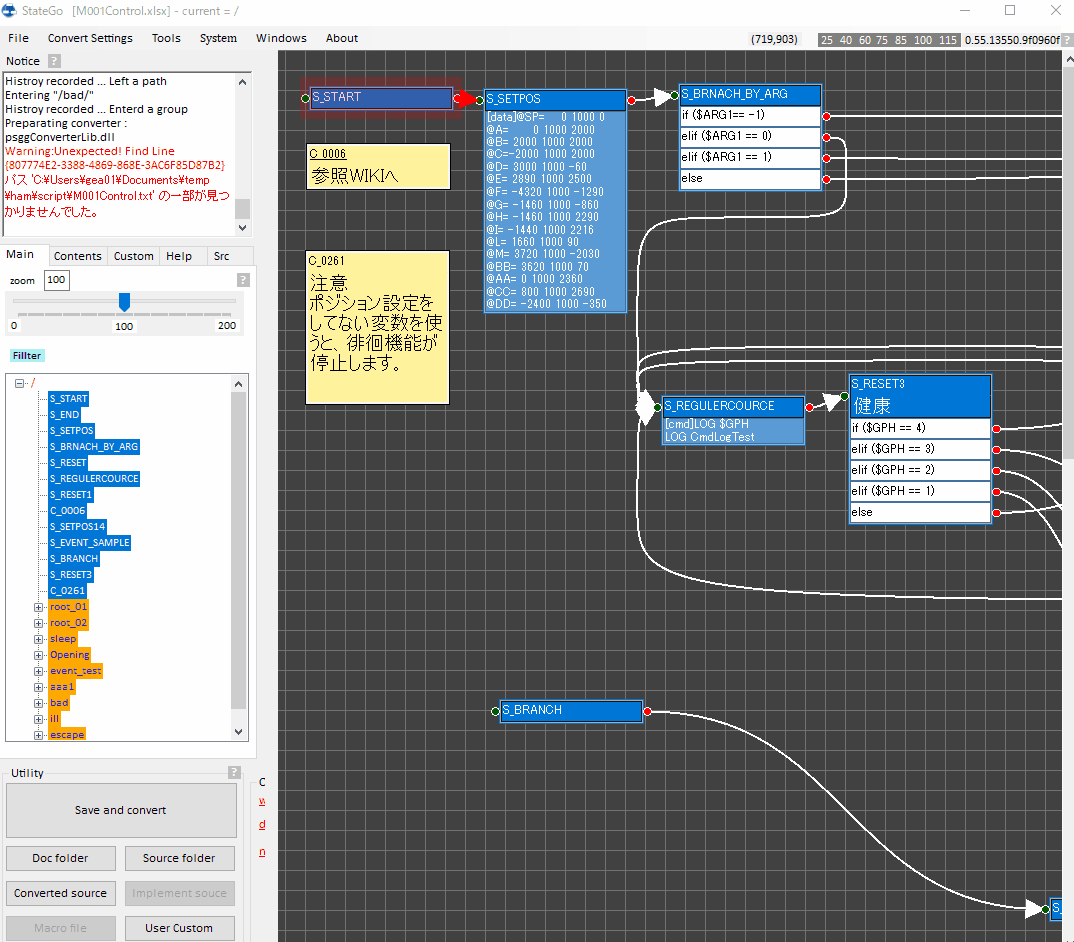 StateGo [M001Control.xlsx] - current = /
File Convert Settings Tools System Windows About
(719,903) 25 40 60 75 85 100 115 0.55.13550.9f0960f ?
Notice ?
Histroy recorded ... Left a path
Entering "/bad/"
Histroy recorded ... Enterd a group
Preparating converter :
psggConverterLib.dll
Warning:Unexpected! Find Line
{807774E2-3388-4869-868E-3AC6F85D87B2}
パス 'C:¥Users¥gea01¥Documents¥temp
¥ham¥script¥M001Control.txt' の一部が見つ
かりませんでした。
Main Contents Custom Help Src
zoom 100 ?
0 100 200
Fillter
/
S_START
S_END
S_SETPOS
S_BRNACH_BY_ARG
S_RESET
S_REGULERCOURCE
S_RESET1
C_0006
S_SETPOS14
S_EVENT_SAMPLE
S_BRANCH
S_RESET3
C_0261
root_01
root_02
sleep
Opening
event_test
aaa1
bad
ill
escape
Utility ?
Save and convert
Doc folder Source folder
Converted source Implement souce
Macro file User Custom
C
w
d
n
S_START
C_0006
参照WIKIへ
C_0261
注意
ポジション設定を
してない変数を使
うと、徘徊機能が
停止します。
S_SETPOS
[data]@SP= 0 1000 0
@A= 0 1000 2000
@B= 2000 1000 2000
@C=-2000 1000 2000
@D= 3000 1000 -60
@E= 2890 1000 2500
@F= -4320 1000 -1290
@G= -1460 1000 -860
@H= -1460 1000 2290
@I= -1440 1000 2216
@L= 1660 1000 90
@M= 3720 1000 -2030
@BB= 3620 1000 70
@AA= 0 1000 2360
@CC= 800 1000 2690
@DD= -2400 1000 -350
S_BRNACH_BY_ARG
if ($ARG1== -1)
elif ($ARG1 == 0)
elif ($ARG1 == 1)
else
S_REGULERCOURCE
[cmd]LOG $GPH
LOG CmdLogTest
S_RESET3
健康
if ($GPH == 4)
elif ($GPH == 3)
elif ($GPH == 2)
elif ($GPH == 1)
else
S_BRANCH
S_